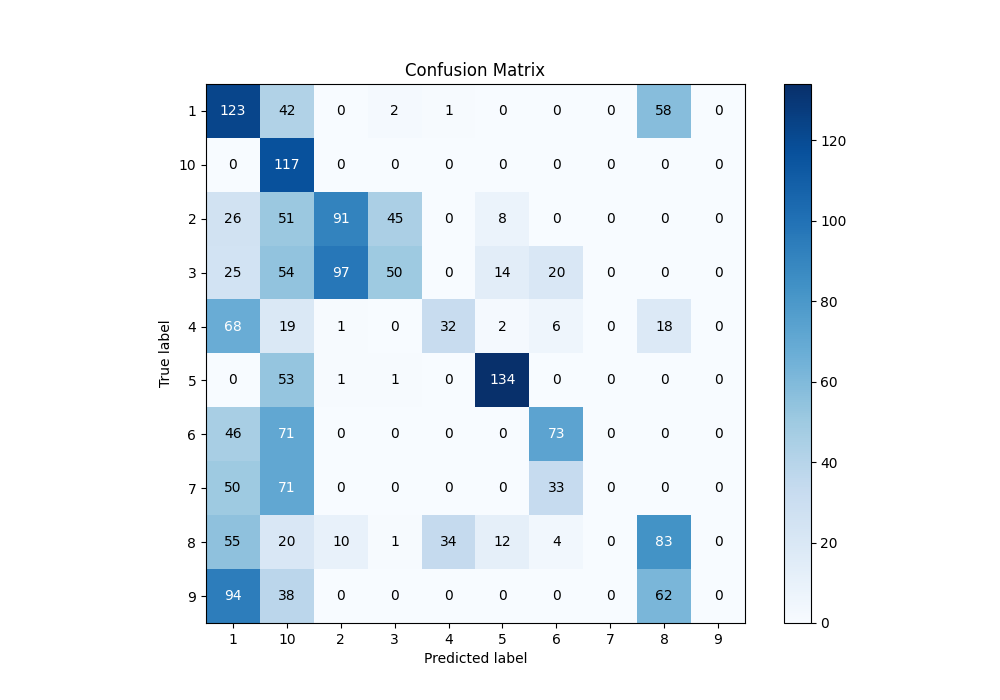 Confusion Matrix
1 123 42 0 2 1 0 0 0 58 0
10 0 117 0 0 0 0 0 0 0 0
2 26 51 91 45 0 8 0 0 0 0
3 25 54 97 50 0 14 20 0 0 0
4 68 19 1 0 32 2 6 0 18 0
5 0 53 1 1 0 134 0 0 0 0
6 46 71 0 0 0 0 73 0 0 0
7 50 71 0 0 0 0 33 0 0 0
8 55 20 10 1 34 12 4 0 83 0
9 94 38 0 0 0 0 0 0 62 0
1 10 2 3 4 5 6 7 8 9
Predicted label
True label
120
100
80
60
40
20
0